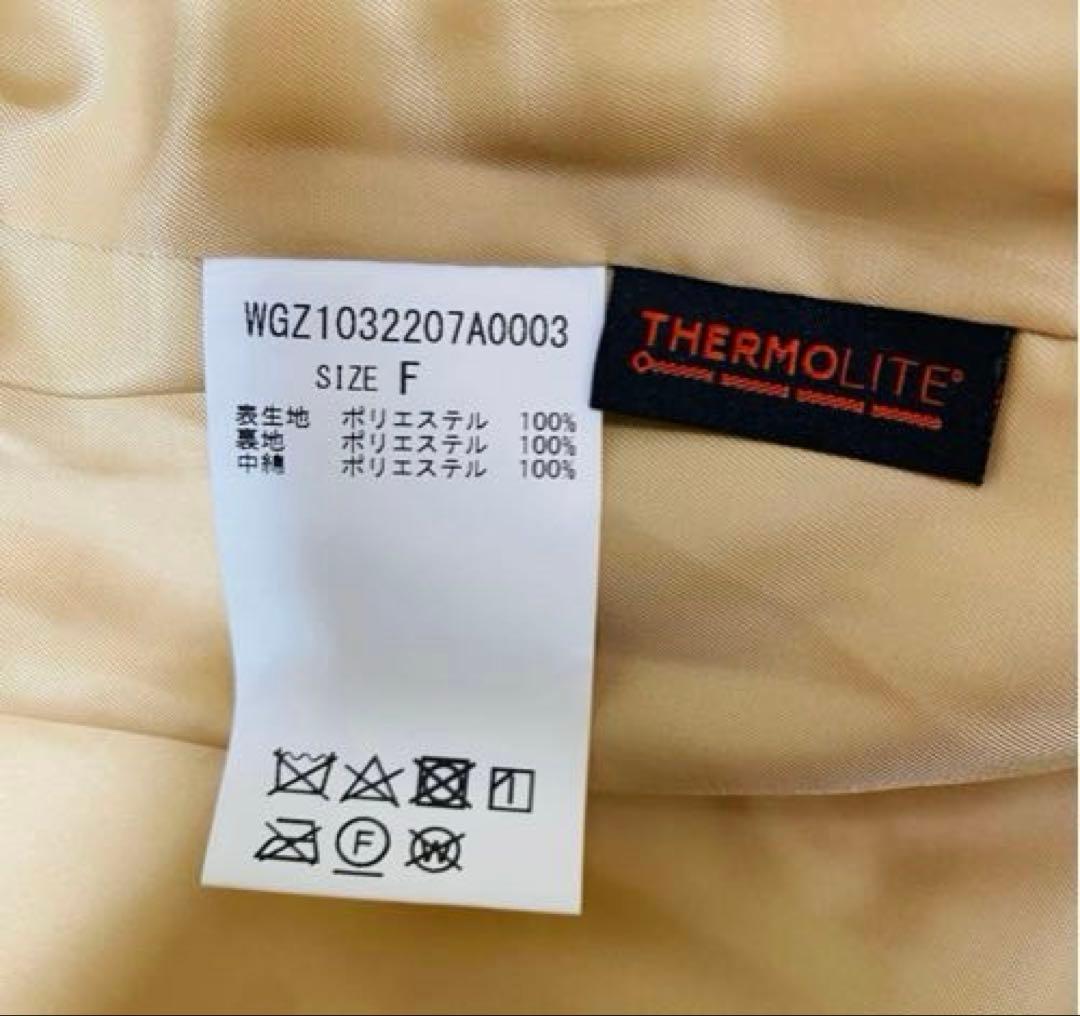 WGZ1032207A0003
SIZE F
表生地 ポリエステル 100%
裏地 ポリエステル 100%
中綿 ポリエステル 100%
F
W
THERMOLITE®